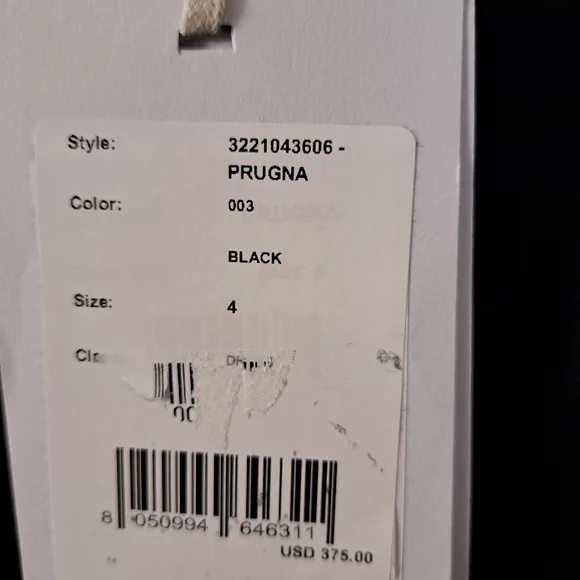 Style: 3221043606 -
PRUGNA
Color: 003
BLACK
Size: 4
8 050994 646311
USD 375.00